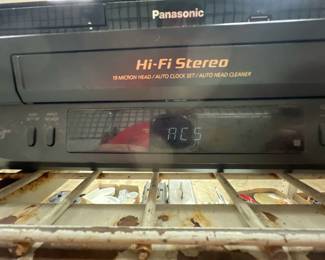 Panasonic
Hi-Fi Stereo
19 MICRON HEAD / AUTO CLOCK SET / AUTO HEAD CLEANER
ACS